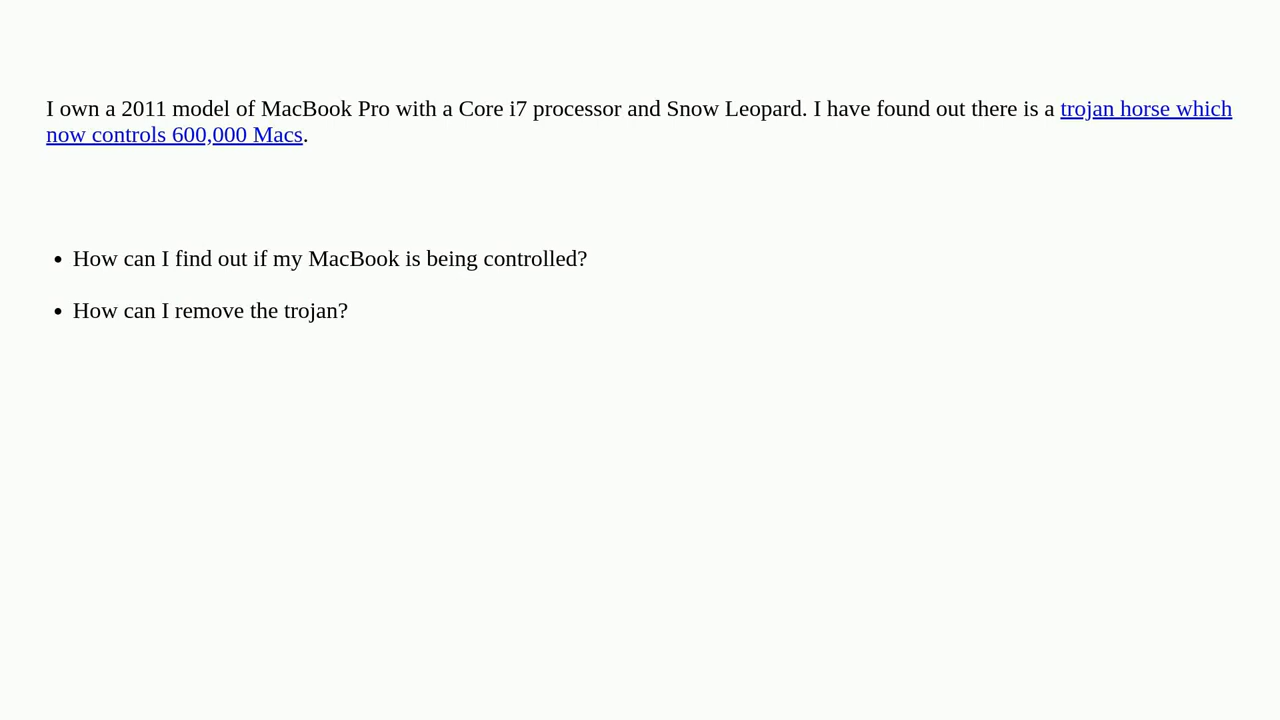 I own a 2011 model of MacBook Pro with a Core i7 processor and Snow Leopard. I have found out there is a trojan horse which
now controls 600,000 Macs.
• How can I find out if my MacBook is being controlled?
• How can I remove the trojan?